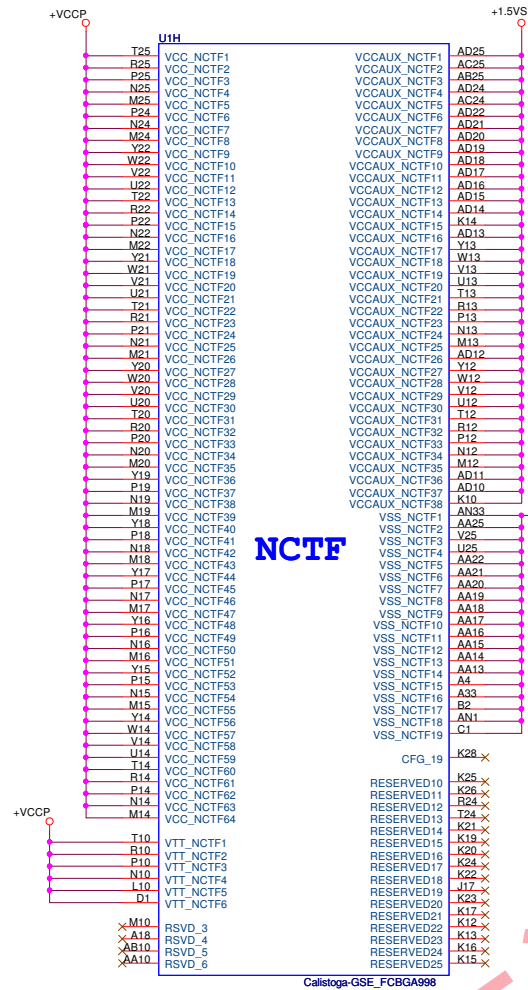 +VCCP
+1.5VS
U1H
T25 VCC_NCTF1 VCCAUX_NCTF1 AD25
R25 VCC_NCTF2 VCCAUX_NCTF2 AC25
P25 VCC_NCTF3 VCCAUX_NCTF3 AB25
N25 VCC_NCTF4 VCCAUX_NCTF4 AD24
M25 VCC_NCTF5 VCCAUX_NCTF5 AC24
P24 VCC_NCTF6 VCCAUX_NCTF6 AD22
N24 VCC_NCTF7 VCCAUX_NCTF7 AD21
M24 VCC_NCTF8 VCCAUX_NCTF8 AD20
Y22 VCC_NCTF9 VCCAUX_NCTF9 AD19
W22 VCC_NCTF10 VCCAUX_NCTF10 AD18
V22 VCC_NCTF11 VCCAUX_NCTF11 AD17
U22 VCC_NCTF12 VCCAUX_NCTF12 AD16
T22 VCC_NCTF13 VCCAUX_NCTF13 AD15
R22 VCC_NCTF14 VCCAUX_NCTF14 AD14
P22 VCC_NCTF15 VCCAUX_NCTF15 K14
N22 VCC_NCTF16 VCCAUX_NCTF16 AD13
M22 VCC_NCTF17 VCCAUX_NCTF17 Y13
Y21 VCC_NCTF18 VCCAUX_NCTF18 W13
W21 VCC_NCTF19 VCCAUX_NCTF19 V13
V21 VCC_NCTF20 VCCAUX_NCTF20 U13
U21 VCC_NCTF21 VCCAUX_NCTF21 T13
T21 VCC_NCTF22 VCCAUX_NCTF22 R13
R21 VCC_NCTF23 VCCAUX_NCTF23 P13
P21 VCC_NCTF24 VCCAUX_NCTF24 N13
N21 VCC_NCTF25 VCCAUX_NCTF25 M13
M21 VCC_NCTF26 VCCAUX_NCTF26 AD12
Y20 VCC_NCTF27 VCCAUX_NCTF27 Y12
W20 VCC_NCTF28 VCCAUX_NCTF28 W12
V20 VCC_NCTF29 VCCAUX_NCTF29 V12
U20 VCC_NCTF30 VCCAUX_NCTF30 U12
T20 VCC_NCTF31 VCCAUX_NCTF31 T12
R20 VCC_NCTF32 VCCAUX_NCTF32 R12
P20 VCC_NCTF33 VCCAUX_NCTF33 P12
N20 VCC_NCTF34 VCCAUX_NCTF34 N12
M20 VCC_NCTF35 VCCAUX_NCTF35 M12
Y19 VCC_NCTF36 VCCAUX_NCTF36 AD11
P19 VCC_NCTF37 VCCAUX_NCTF37 AD10
N19 VCC_NCTF38 VCCAUX_NCTF38 K10
M19 VCC_NCTF39 VSS_NCTF1 AN33
Y18 VCC_NCTF40 VSS_NCTF2 AA25
P18 VCC_NCTF41 VSS_NCTF3 V25
N18 VCC_NCTF42 VSS_NCTF4 U25
M18 VCC_NCTF43 VSS_NCTF5 AA22
Y17 VCC_NCTF44 VSS_NCTF6 AA21
P17 VCC_NCTF45 VSS_NCTF7 AA20
N17 VCC_NCTF46 VSS_NCTF8 AA19
M17 VCC_NCTF47 VSS_NCTF9 AA18
Y16 VCC_NCTF48 VSS_NCTF10 AA17
P16 VCC_NCTF49 VSS_NCTF11 AA16
N16 VCC_NCTF50 VSS_NCTF12 AA15
M16 VCC_NCTF51 VSS_NCTF13 AA14
Y15 VCC_NCTF52 VSS_NCTF14 AA13
P15 VCC_NCTF53 VSS_NCTF15 A4
N15 VCC_NCTF54 VSS_NCTF16 A33
M15 VCC_NCTF55 VSS_NCTF17 B2
Y14 VCC_NCTF56 VSS_NCTF18 AN1
W14 VCC_NCTF57 VSS_NCTF19 C1
V14 VCC_NCTF58
U14 VCC_NCTF59 CFG_19 K28
T14 VCC_NCTF60
R14 VCC_NCTF61 RESERVED10 K25
P14 VCC_NCTF62 RESERVED11 K26
N14 VCC_NCTF63 RESERVED12 R24
M14 VCC_NCTF64 RESERVED13 T24
NCTF
+VCCP
RESERVED14 K21
T10 VTT_NCTF1 RESERVED15 K19
R10 VTT_NCTF2 RESERVED16 K20
P10 VTT_NCTF3 RESERVED17 K24
N10 VTT_NCTF4 RESERVED18 K22
L10 VTT_NCTF5 RESERVED19 J17
D1 VTT_NCTF6 RESERVED20 K23
RESERVED21 K17
M10 RSVD_3 RESERVED22 K12
A18 RSVD_4 RESERVED23 K13
AB10 RSVD_5 RESERVED24 K16
AA10 RSVD_6 RESERVED25 K15
Calistoga-GSE_FCBGA998